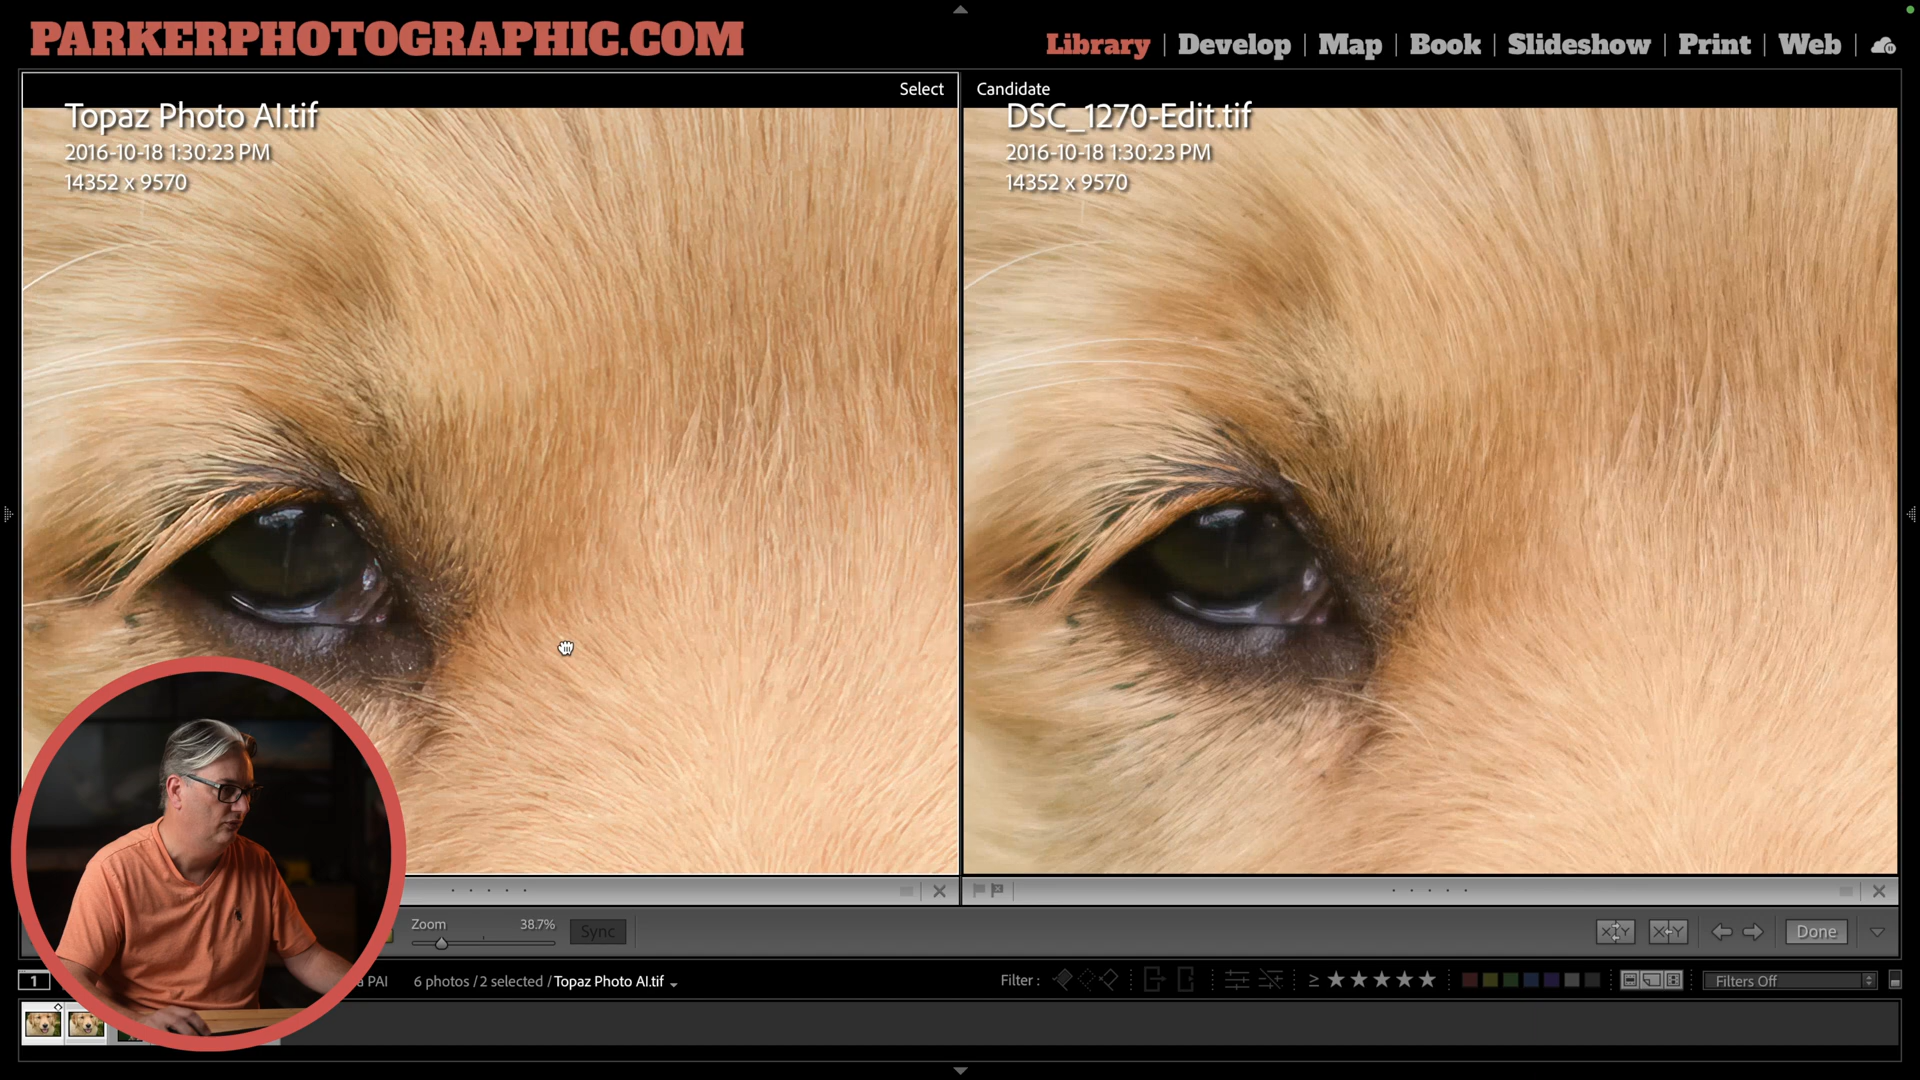 PARKERPHOTOGRAPHIC.COM
Library | Develop | Map | Book | Slideshow | Print | Web |
Select
Candidate
Topaz Photo AI.tif
2016-10-18 1:30:23 PM
14352 x 9570
DSC_1270-Edit.tif
2016-10-18 1:30:23 PM
14352 x 9570
Zoom 38.7% Sync
X Y X Y Done
1 PAI 6 photos / 2 selected / Topaz Photo AI.tif
Filter : ≥ ★★★★★ Filters Off